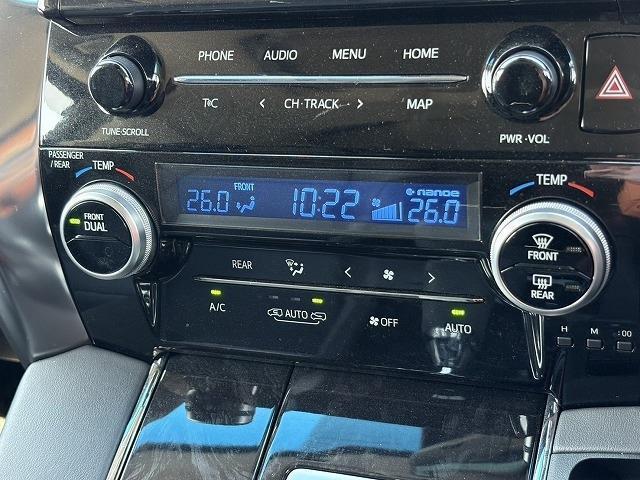 PHONE AUDIO MENU HOME
T&C < CH·TRACK > MAP
TUNE·SCROLL
PWR·VOL
PASSENGER
/REAR
TEMP
TEMP
FRONT
nanoe
26.0 10:22 26.0
FRONT
DUAL
FRONT
REAR
REAR < >
A/C AUTO OFF AUTO
H M :00